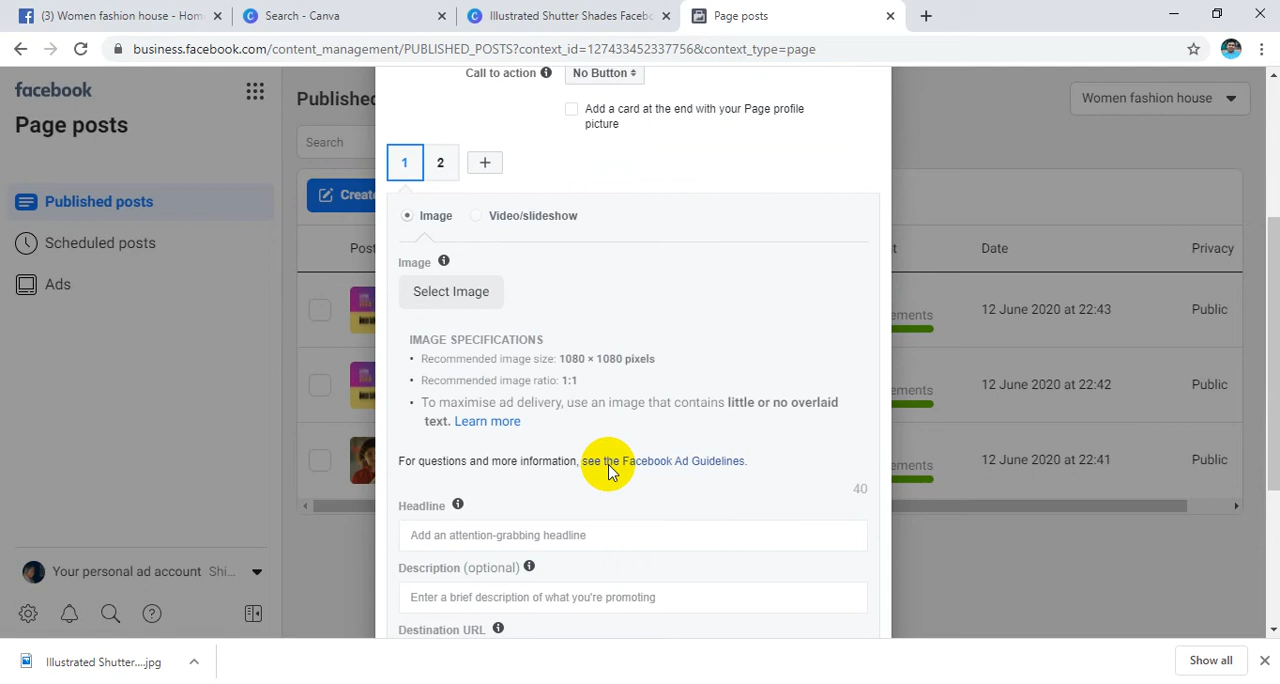 (3) Women fashion house - Hom
Search - Canva
Illustrated Shutter Shades Faceb
Page posts
business.facebook.com/content_management/PUBLISHED_POSTS?context_id=127433452337756&context_type=page
facebook
Page posts
Published posts
Scheduled posts
Ads
Your personal ad account Shi...
Published
Women fashion house
Search
Create
Post
Date
Privacy
ements
12 June 2020 at 22:43
Public
ements
12 June 2020 at 22:42
Public
ements
12 June 2020 at 22:41
Public
Call to action
No Button
Add a card at the end with your Page profile
picture
1
2
+
Image
Video/slideshow
Image
Select Image
IMAGE SPECIFICATIONS
• Recommended image size: 1080 × 1080 pixels
• Recommended image ratio: 1:1
• To maximise ad delivery, use an image that contains little or no overlaid
text. Learn more
For questions and more information, see the Facebook Ad Guidelines.
40
Headline
Add an attention-grabbing headline
Description (optional)
Enter a brief description of what you're promoting
Destination URL
Illustrated Shutter....jpg
Show all